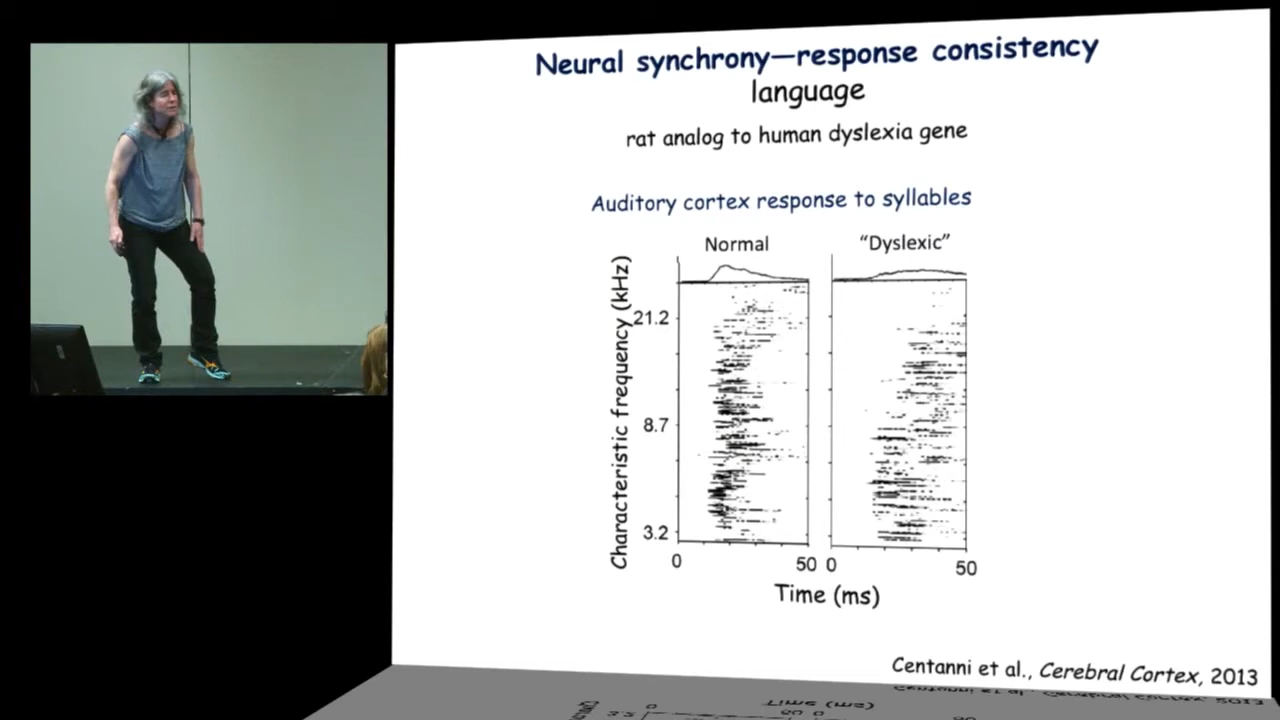 Neural synchrony—response consistency
language
rat analog to human dyslexia gene
Auditory cortex response to syllables
Normal
“Dyslexic”
Characteristic frequency (kHz)
21.2
8.7
3.2
0
50
0
50
Time (ms)
Centanni et al., Cerebral Cortex, 2013